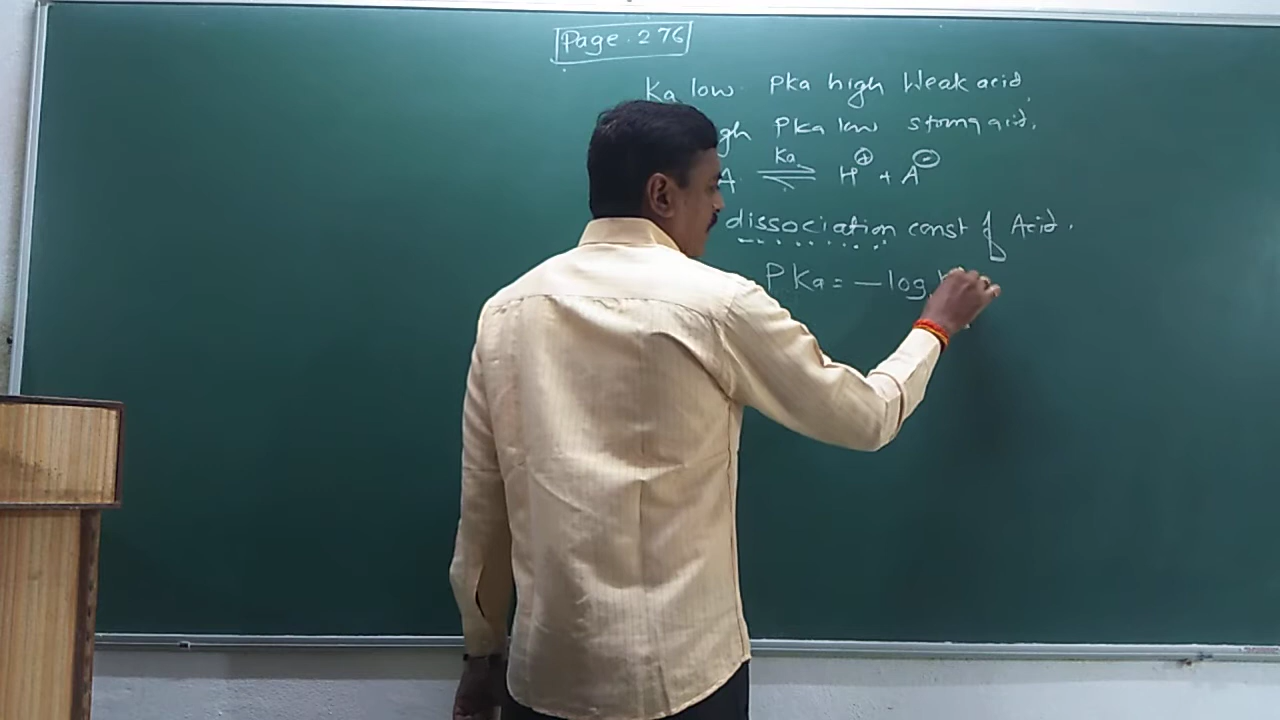 Page. 276
Ka low. PKa high Weak acid,
gh PKa low strong acid.
Ka
A ⇌ H⊕ + A⊖
dissociation const of Acid.
PKa = -log